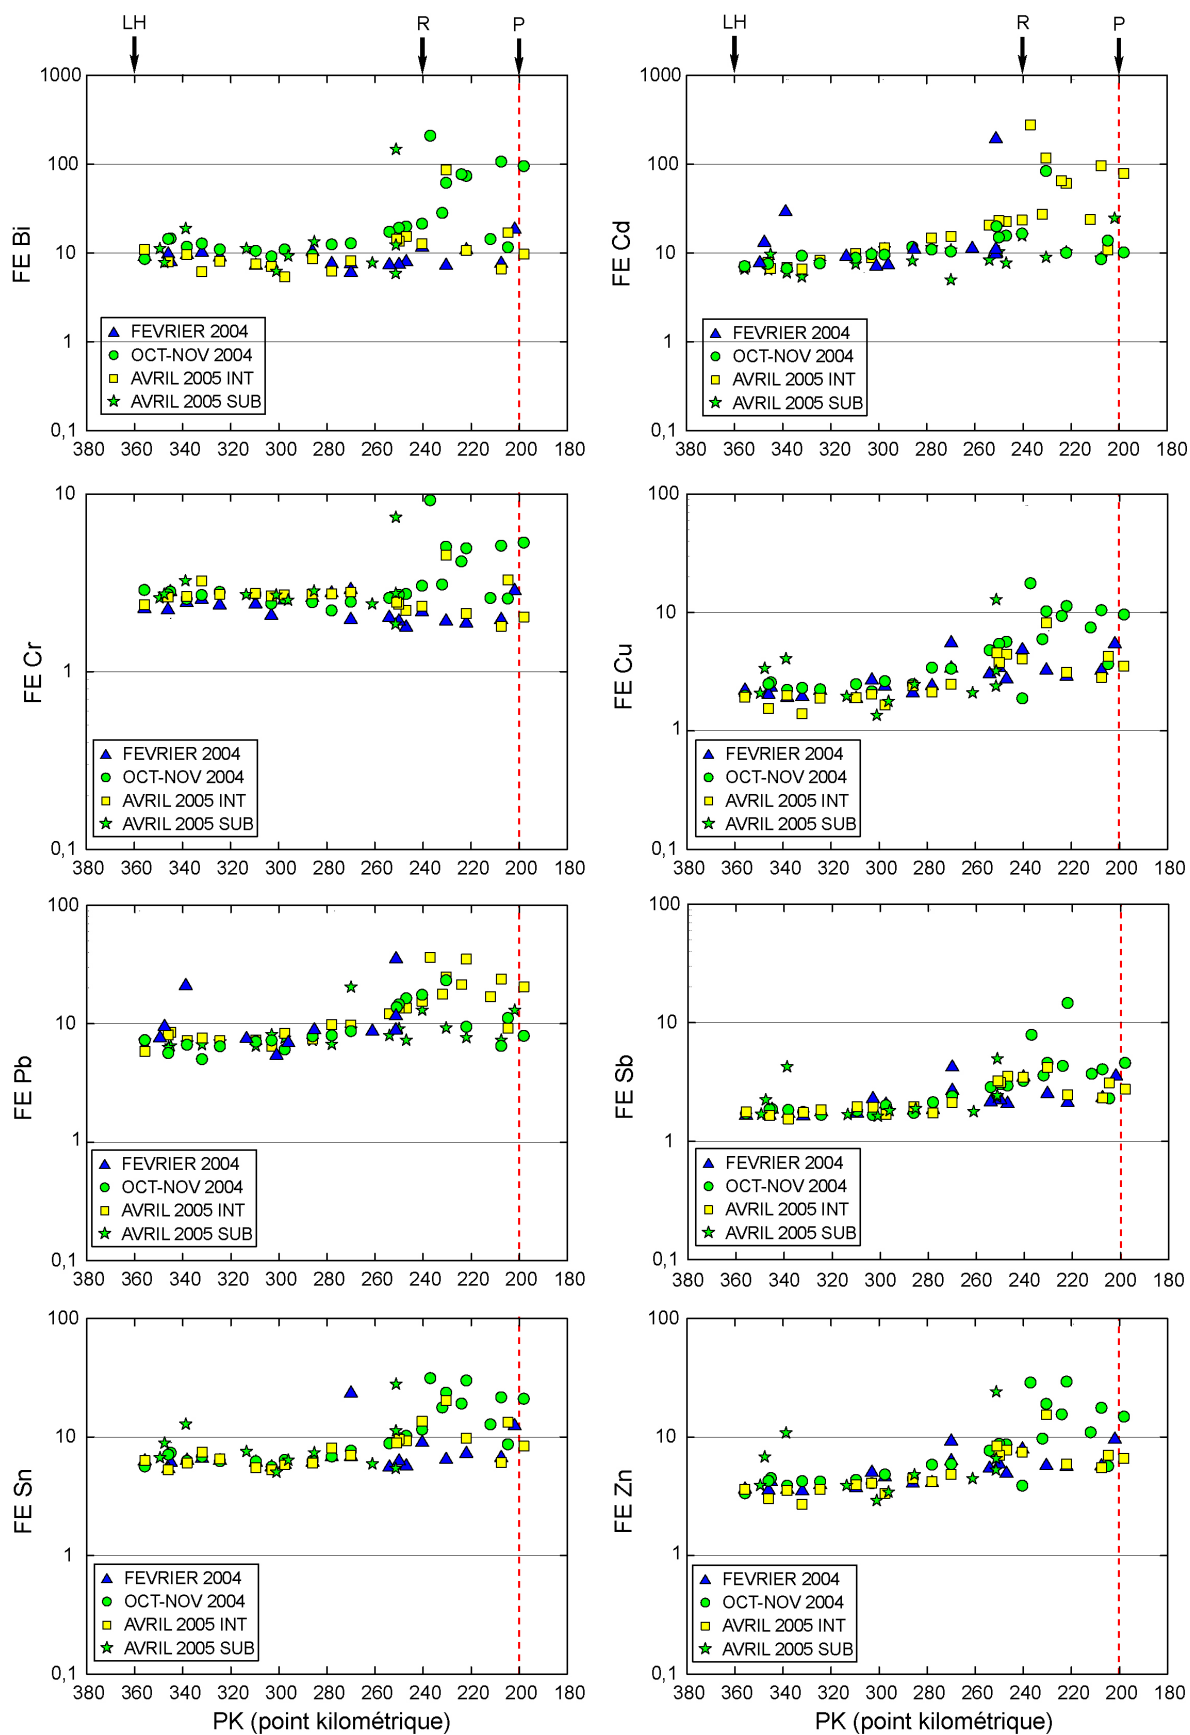 LH R P
LH R P
FE Bi
1000
100
10
1
0,1
FEVRIER 2004
OCT-NOV 2004
AVRIL 2005 INT
AVRIL 2005 SUB
380 360 340 320 300 280 260 240 220 200 180
FE Cd
1000
100
10
1
0,1
FEVRIER 2004
OCT-NOV 2004
AVRIL 2005 INT
AVRIL 2005 SUB
380 360 340 320 300 280 260 240 220 200 180
FE Cr
10
1
0,1
FEVRIER 2004
OCT-NOV 2004
AVRIL 2005 INT
AVRIL 2005 SUB
380 360 340 320 300 280 260 240 220 200 180
FE Cu
100
10
1
0,1
FEVRIER 2004
OCT-NOV 2004
AVRIL 2005 INT
AVRIL 2005 SUB
380 360 340 320 300 280 260 240 220 200 180
FE Pb
100
10
1
0,1
FEVRIER 2004
OCT-NOV 2004
AVRIL 2005 INT
AVRIL 2005 SUB
380 360 340 320 300 280 260 240 220 200 180
FE Sb
100
10
1
0,1
FEVRIER 2004
OCT-NOV 2004
AVRIL 2005 INT
AVRIL 2005 SUB
380 360 340 320 300 280 260 240 220 200 180
FE Sn
100
10
1
0,1
FEVRIER 2004
OCT-NOV 2004
AVRIL 2005 INT
AVRIL 2005 SUB
380 360 340 320 300 280 260 240 220 200 180
PK (point kilométrique)
FE Zn
100
10
1
0,1
FEVRIER 2004
OCT-NOV 2004
AVRIL 2005 INT
AVRIL 2005 SUB
380 360 340 320 300 280 260 240 220 200 180
PK (point kilométrique)